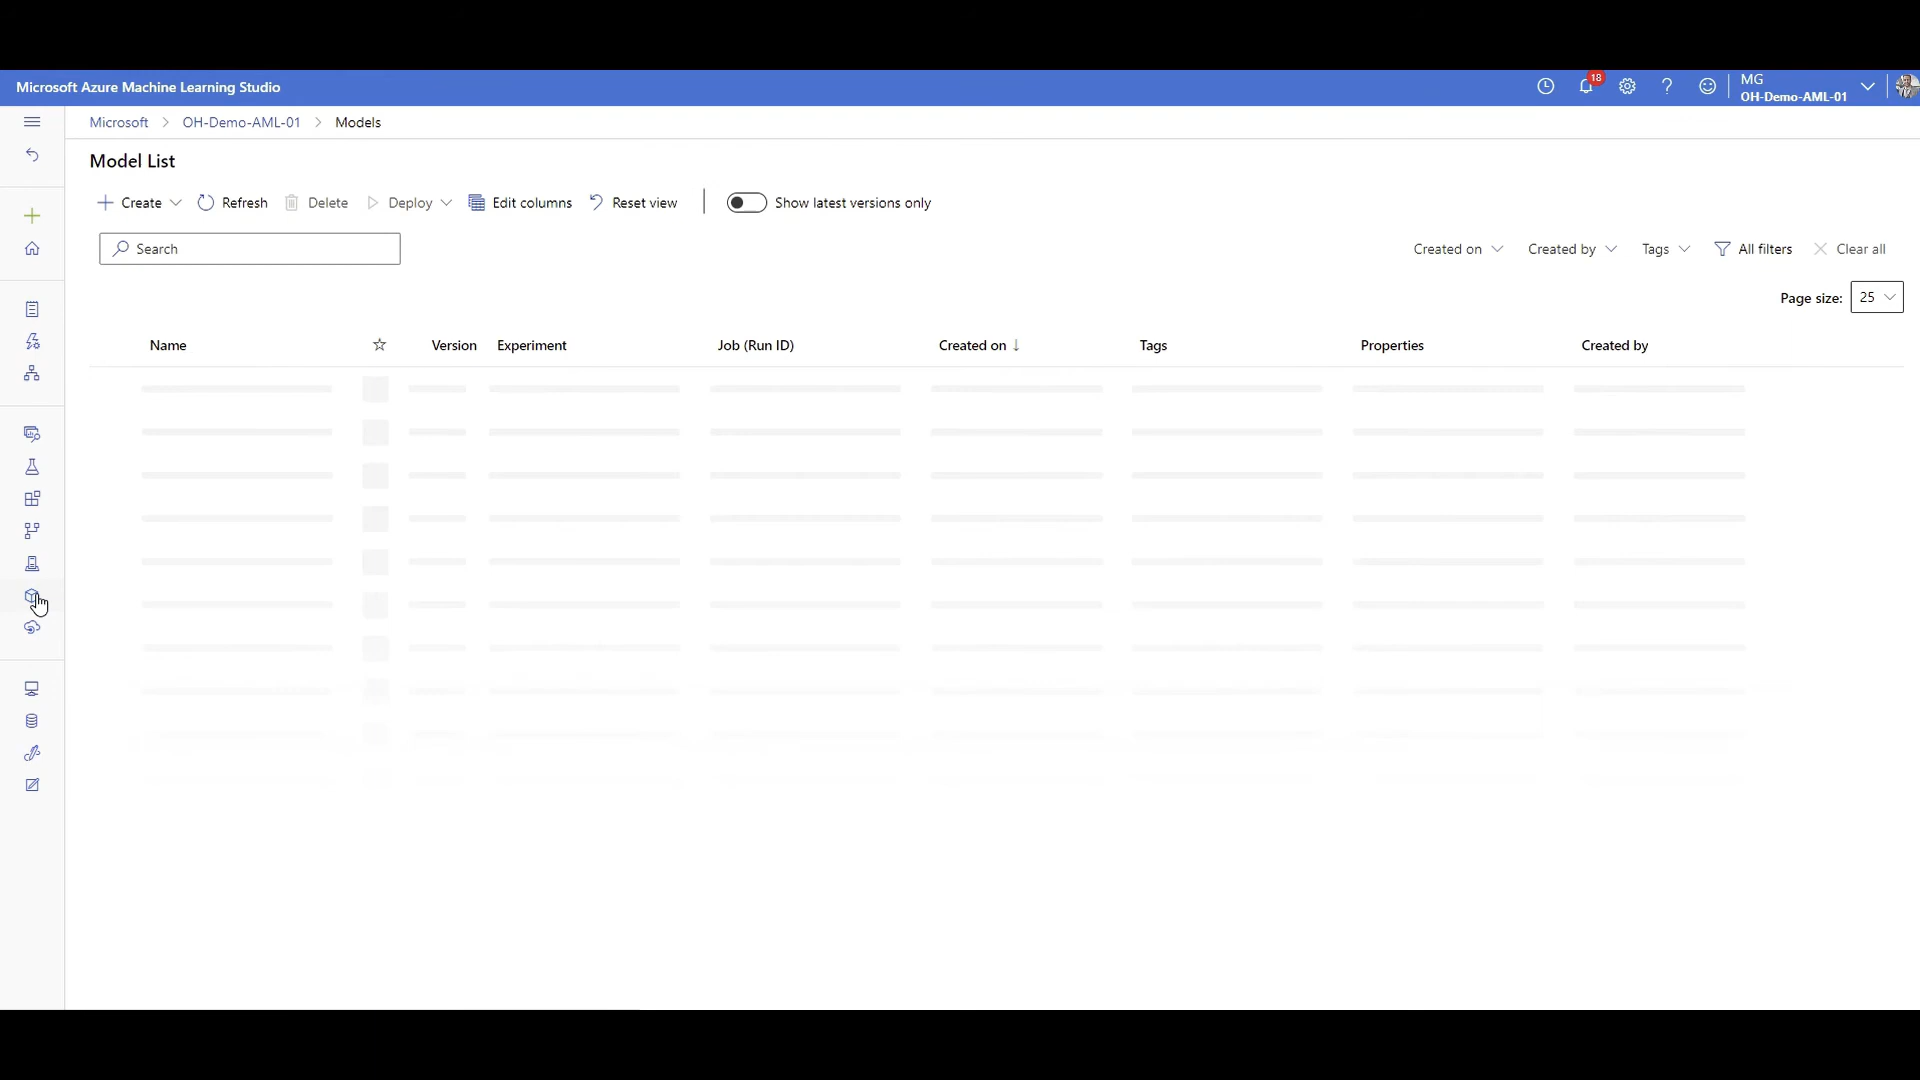 Microsoft Azure Machine Learning Studio
18
MG
OH-Demo-AML-01
Microsoft > OH-Demo-AML-01 > Models
Model List
Create Refresh Delete Deploy Edit columns Reset view Show latest versions only
Search Created on Created by Tags All filters Clear all
Page size: 25
Name Version Experiment Job (Run ID) Created on ↓ Tags Properties Created by